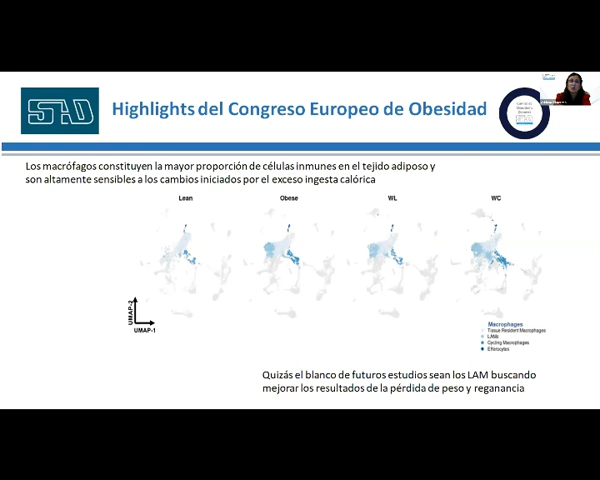 SAD
Highlights del Congreso Europeo de Obesidad
Los macrófagos constituyen la mayor proporción de células inmunes en el tejido adiposo y
son altamente sensibles a los cambios iniciados por el exceso ingesta calórica
Lean Obese WL WC
UMAP-2
UMAP-1
Macrophages
Tissue Resident Macrophages
LAMs
Cycling Macrophages
Efferocytes
Quizás el blanco de futuros estudios sean los LAM buscando
mejorar los resultados de la pérdida de peso y reganancia